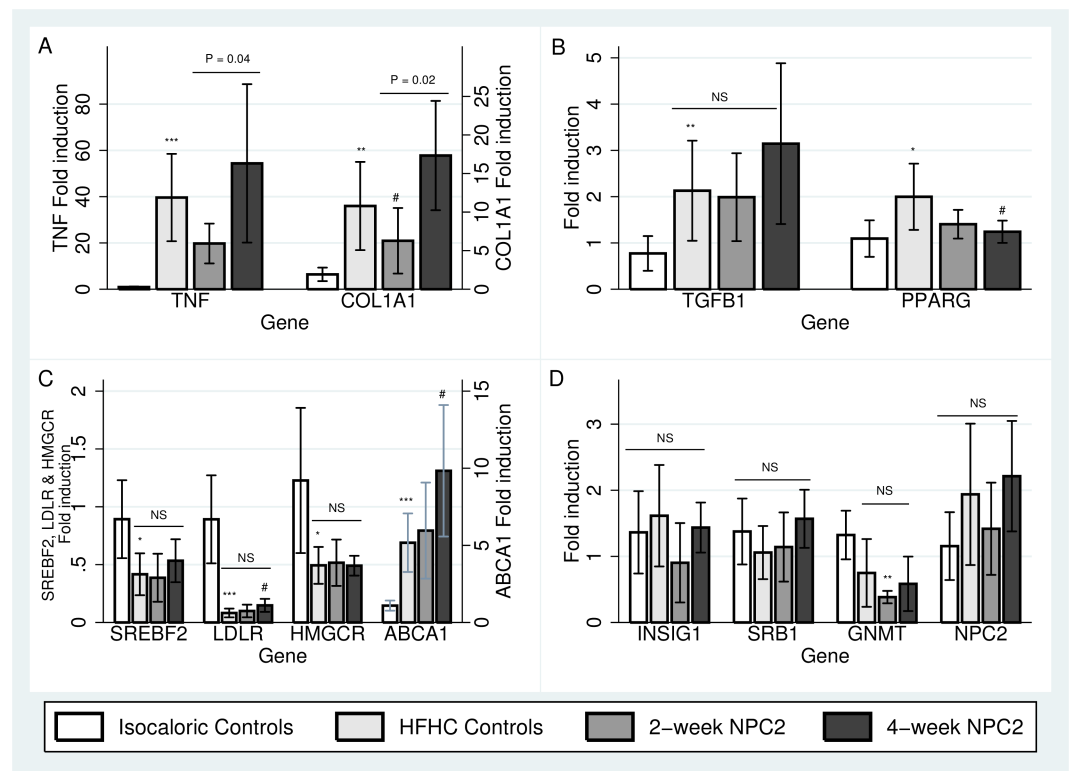 A
TNF Fold induction
0 20 40 60 80
*** P = 0.04
** # P = 0.02
COL1A1 Fold induction
0 5 10 15 20 25
TNF COL1A1
Gene
B
Fold induction
0 1 2 3 4 5
** NS
* #
TGFB1 PPARG
Gene
C
SREBF2, LDLR & HMGCR
Fold induction
0 .5 1 1.5 2
* NS
*** NS #
* NS
*** #
ABCA1 Fold induction
0 5 10 15
SREBF2 LDLR HMGCR ABCA1
Gene
D
Fold induction
0 1 2 3
NS
NS
NS
**
NS
INSIG1 SRB1 GNMT NPC2
Gene
Isocaloric Controls HFHC Controls 2−week NPC2 4−week NPC2